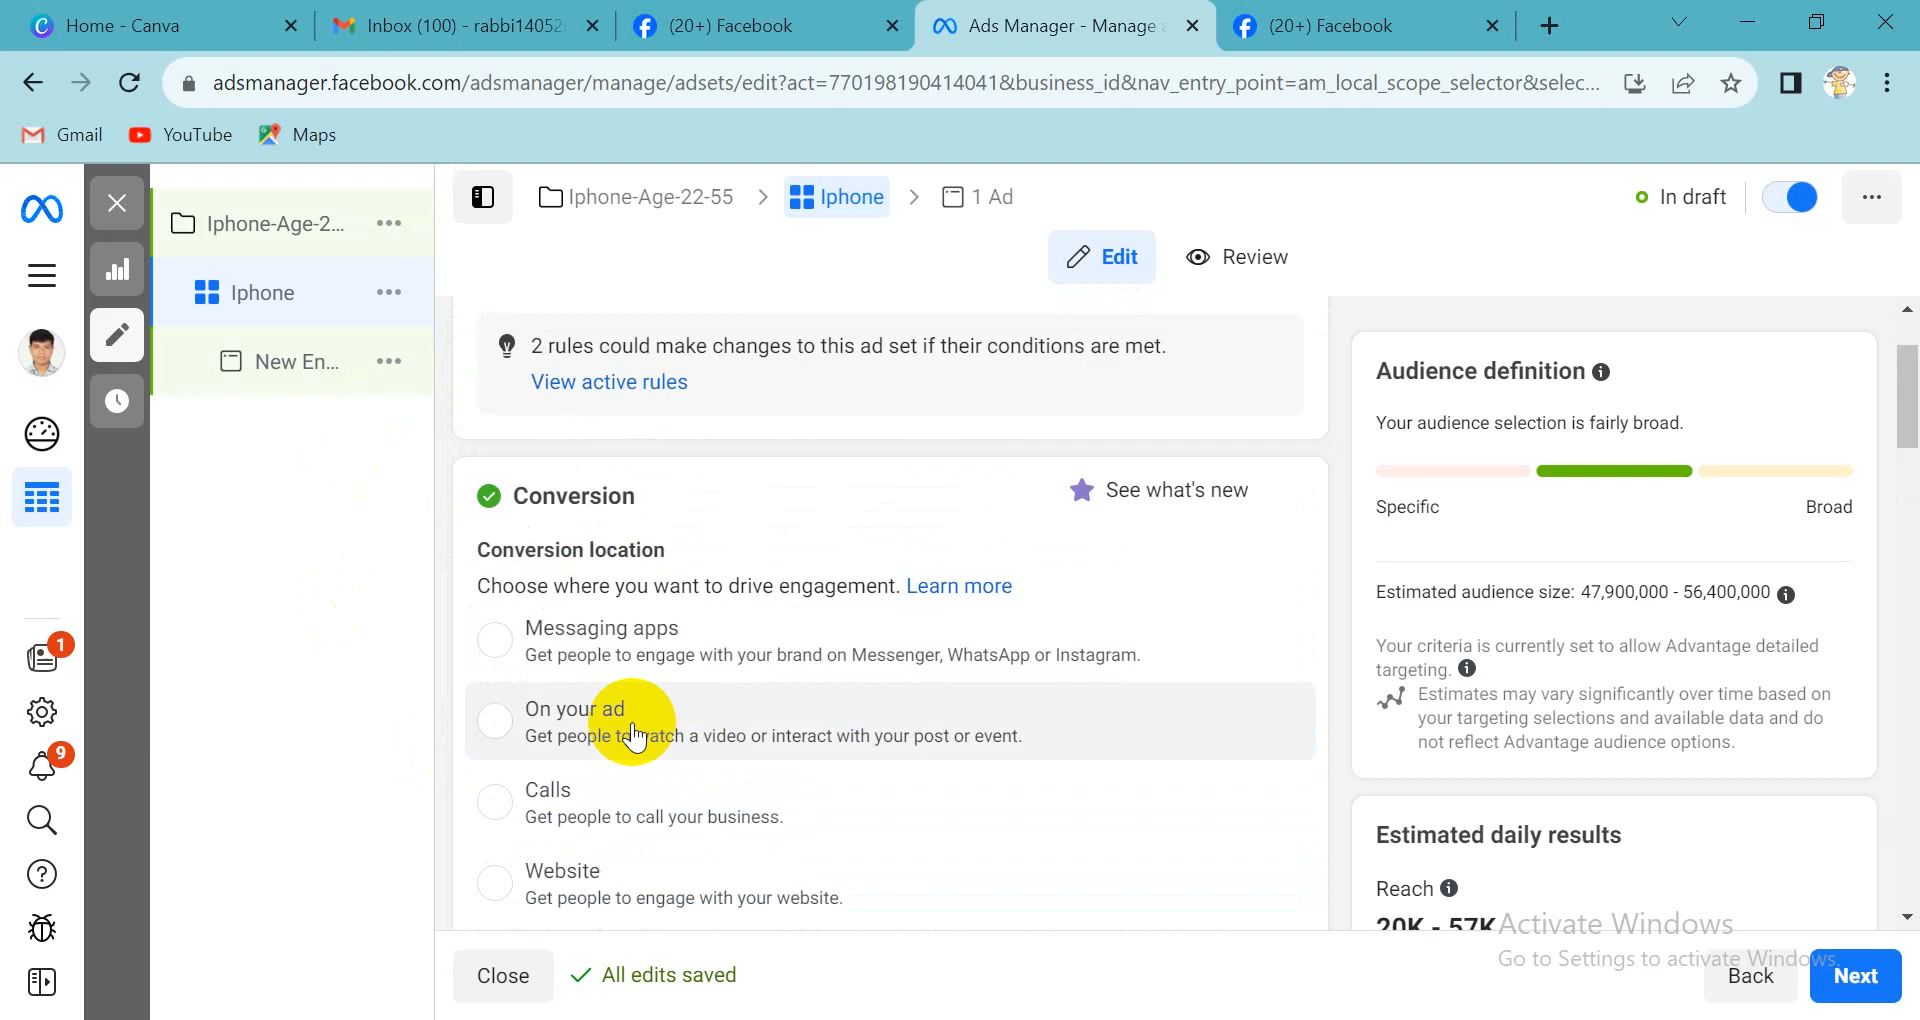 Home - Canva
Inbox (100) - rabbi14052
(20+) Facebook
Ads Manager - Manage
(20+) Facebook
adsmanager.facebook.com/adsmanager/manage/adsets/edit?act=770198190414041&business_id&nav_entry_point=am_local_scope_selector&selec...
Gmail
YouTube
Maps
Iphone-Age-2...
Iphone
New En...
Iphone-Age-22-55
Iphone
1 Ad
In draft
Edit
Review
2 rules could make changes to this ad set if their conditions are met.
View active rules
Conversion
See what's new
Conversion location
Choose where you want to drive engagement. Learn more
Messaging apps
Get people to engage with your brand on Messenger, WhatsApp or Instagram.
On your ad
Get people to watch a video or interact with your post or event.
Calls
Get people to call your business.
Website
Get people to engage with your website.
Audience definition
Your audience selection is fairly broad.
Specific
Broad
Estimated audience size: 47,900,000 - 56,400,000
Your criteria is currently set to allow Advantage detailed
targeting.
Estimates may vary significantly over time based on
your targeting selections and available data and do
not reflect Advantage audience options.
Estimated daily results
Reach
20K - 57K
Activate Windows
Go to Settings to activate Windows.
1
9
Close
All edits saved
Back
Next